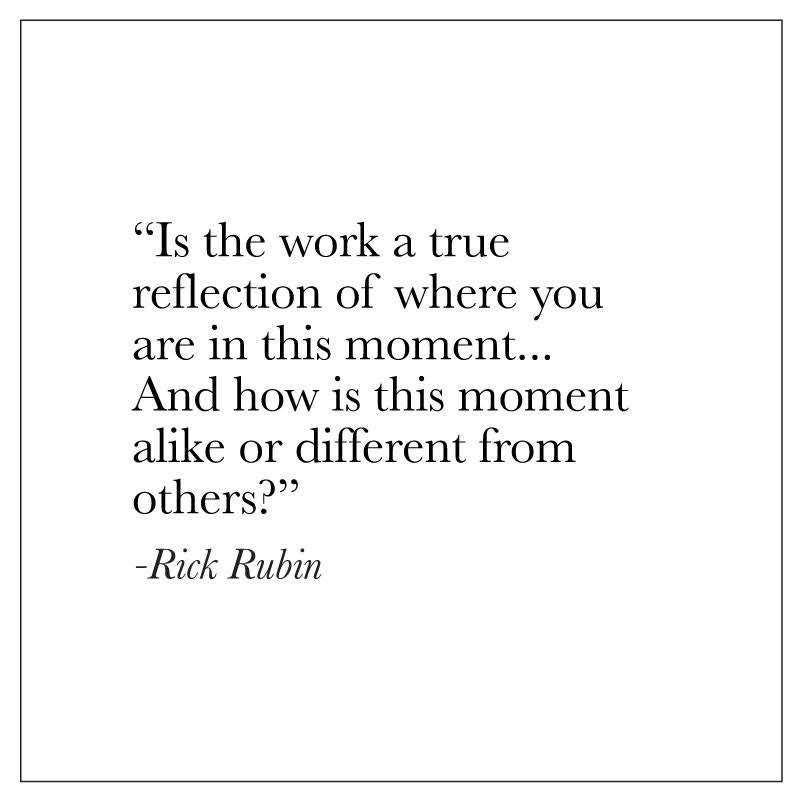 “Is the work a true
reflection of where you
are in this moment...
And how is this moment
alike or different from
others?”
-Rick Rubin